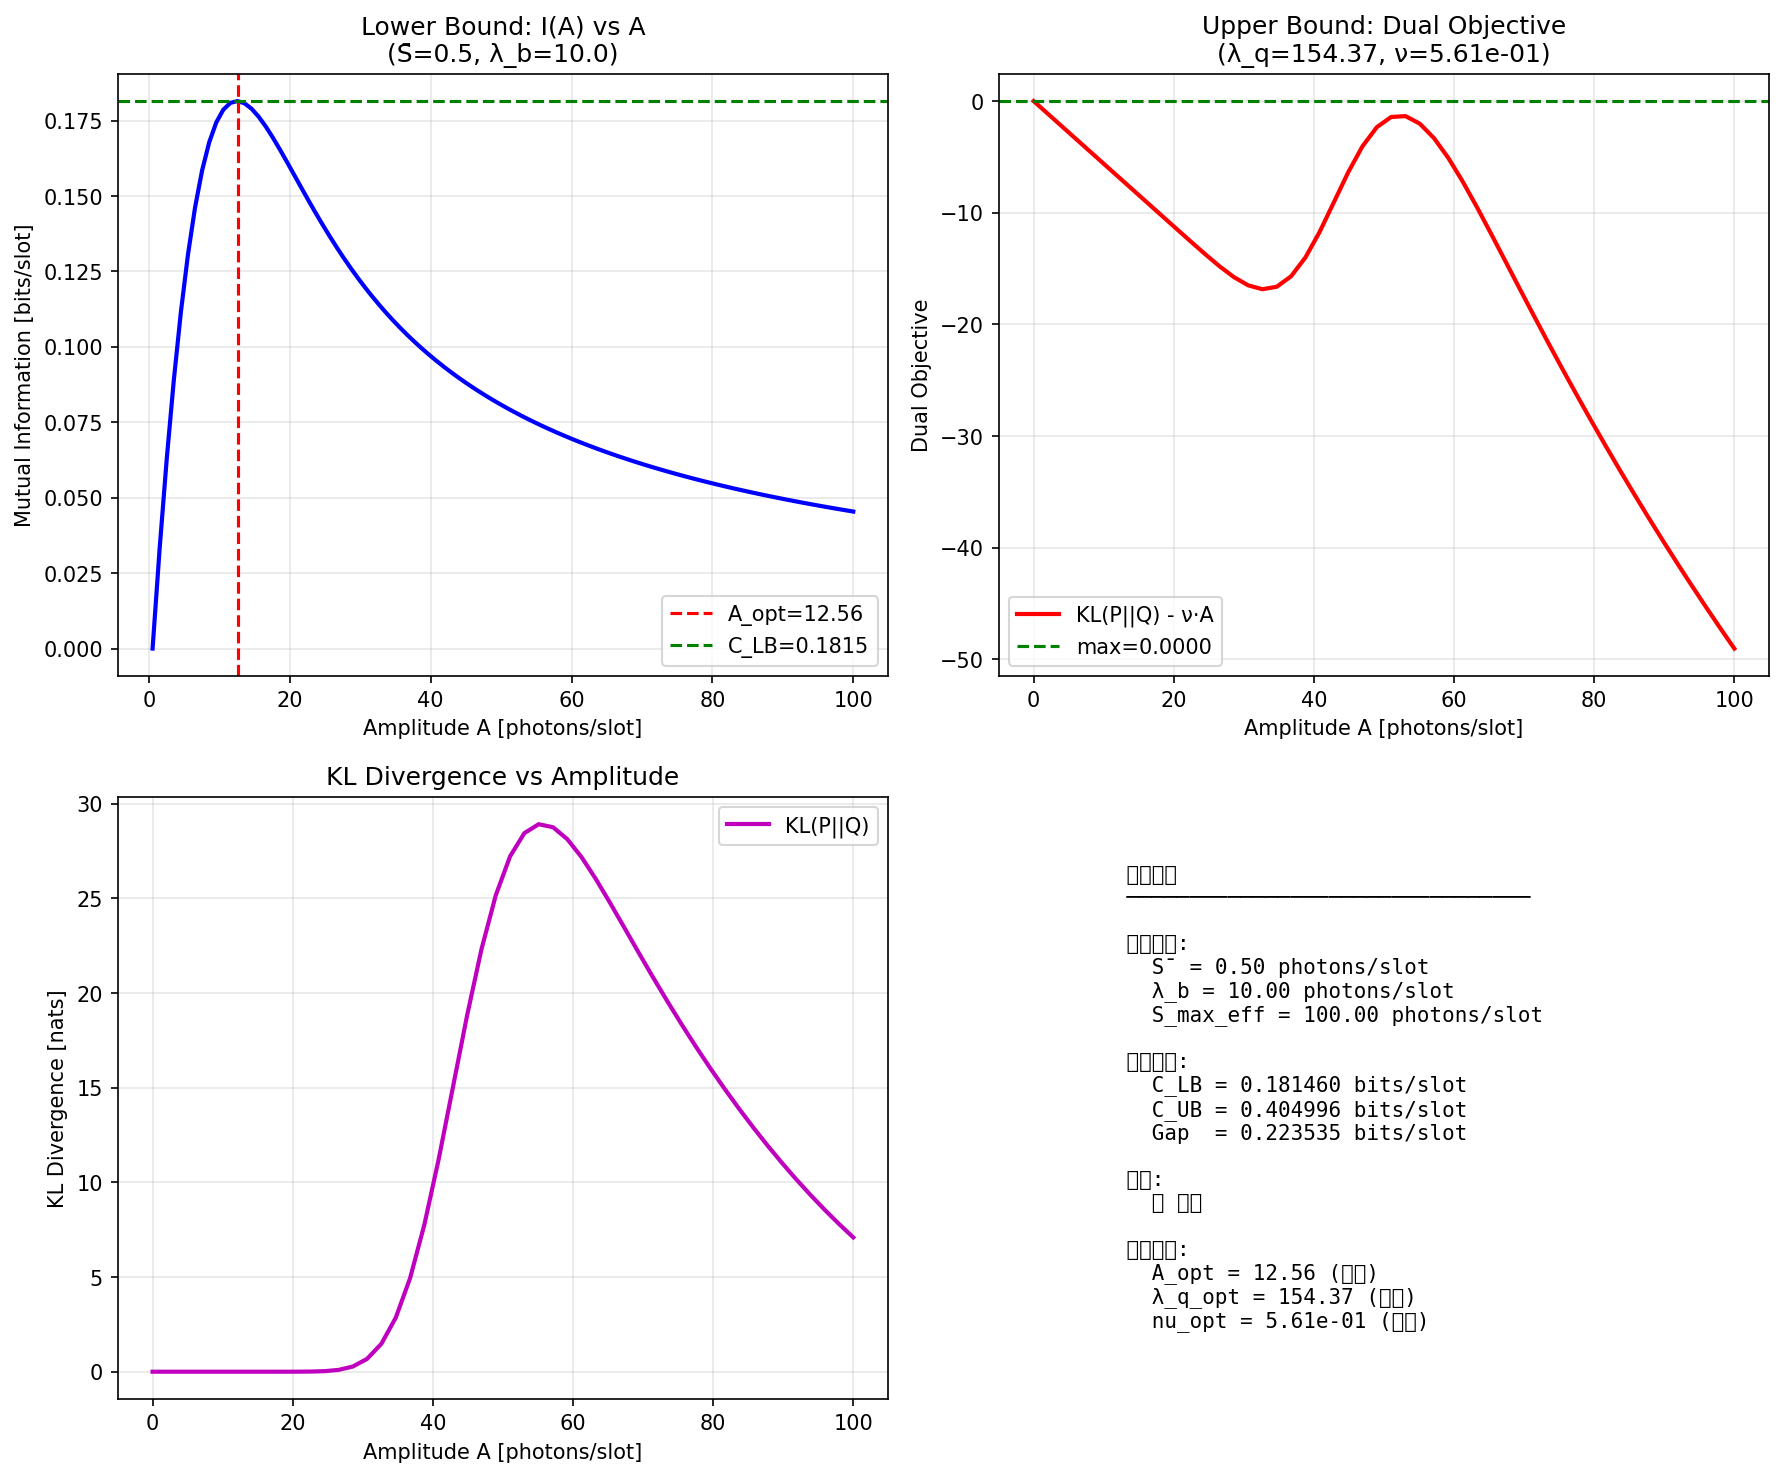 Lower Bound: I(A) vs A
(S̄=0.5, λ_b=10.0)
Mutual Information [bits/slot]
0.175
0.150
0.125
0.100
0.075
0.050
0.025
0.000
A_opt=12.56
C_LB=0.1815
0 20 40 60 80 100
Amplitude A [photons/slot]
Upper Bound: Dual Objective
(λ_q=154.37, ν=5.61e-01)
Dual Objective
0
−10
−20
−30
−40
−50
KL(P||Q) - ν·A
max=0.0000
0 20 40 60 80 100
Amplitude A [photons/slot]
KL Divergence vs Amplitude
KL Divergence [nats]
30
25
20
15
10
5
0
KL(P||Q)
0 20 40 60 80 100
Amplitude A [photons/slot]
S̄ = 0.50 photons/slot
λ_b = 10.00 photons/slot
S_max_eff = 100.00 photons/slot
C_LB = 0.181460 bits/slot
C_UB = 0.404996 bits/slot
Gap = 0.223535 bits/slot
A_opt = 12.56
λ_q_opt = 154.37
nu_opt = 5.61e-01